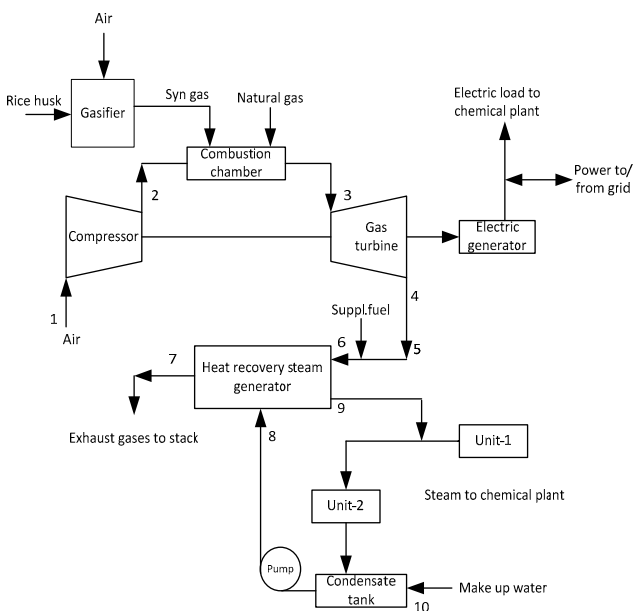 Air
Rice husk
Gasifier
Syn gas
Natural gas
Combustion
chamber
Electric load to
chemical plant
Power to/
from grid
2
3
Compressor
Gas
turbine
Electric
generator
1
Air
4
Suppl.fuel
5
6
7
Heat recovery steam
generator
8
9
Exhaust gases to stack
Unit-1
Unit-2
Steam to chemical plant
Pump
Condensate
tank
Make up water
10